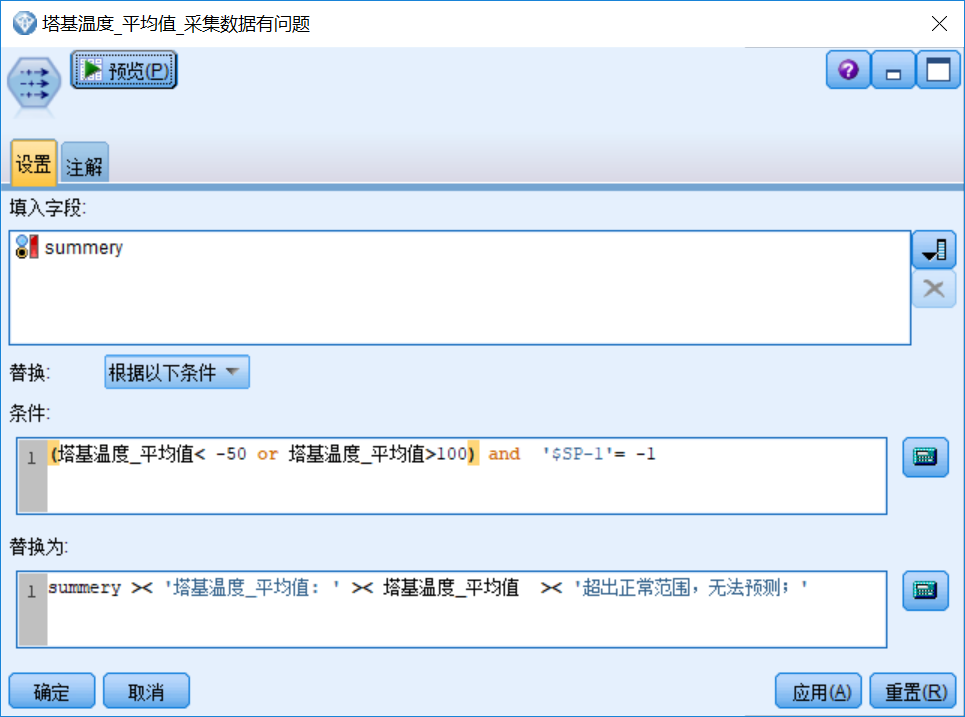 塔基温度_平均值_采集数据有问题
预览(P)
设置 注解
填入字段:
summery
替换: 根据以下条件
条件:
1 (塔基温度_平均值< -50 or 塔基温度_平均值>100) and '$SP-1'= -1
替换为:
1 summery >< '塔基温度_平均值: ' >< 塔基温度_平均值 >< '超出正常范围，无法预测；'
确定 取消 应用(A) 重置(R)